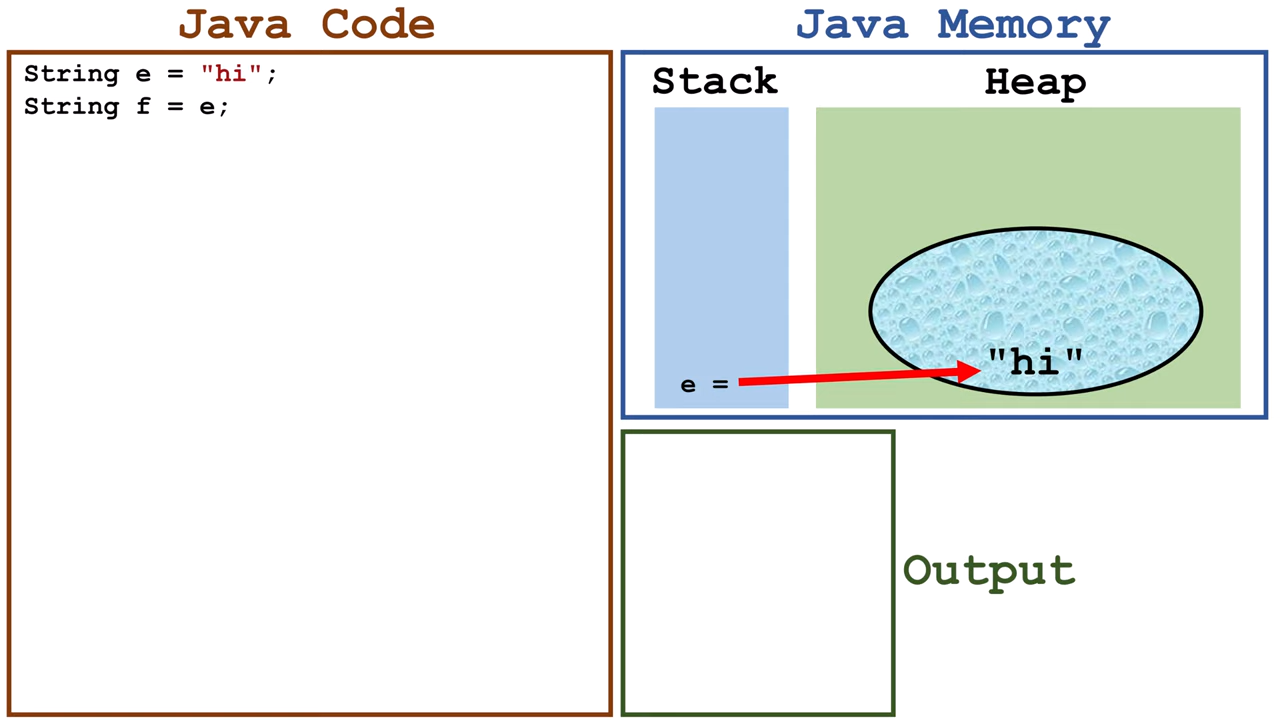 Java Code
String e = "hi";
String f = e;
Java Memory
Stack
Heap
"hi"
e =
Output